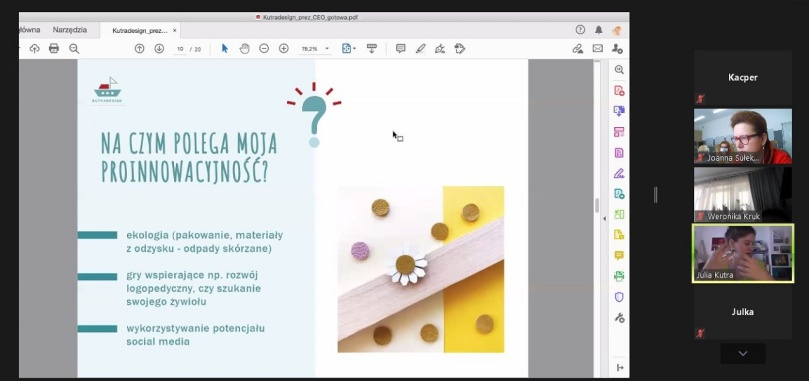 Kutradesign_prez_CEO_gotowa.pdf
główna Narzędzia Kutradesign_prez... ×
10 / 20 78,2%
KUTRADESIGN
NA CZYM POLEGA MOJA
PROINNOWACYJNOŚĆ?
ekologia (pakowanie, materiały
z odzysku - odpady skórzane)
gry wspierające np. rozwój
logopedyczny, czy szukanie
swojego żywiołu
wykorzystywanie potencjału
social media
Kacper
Joanna Sułek...
Weronika Kruk
Julia Kutra
Julka